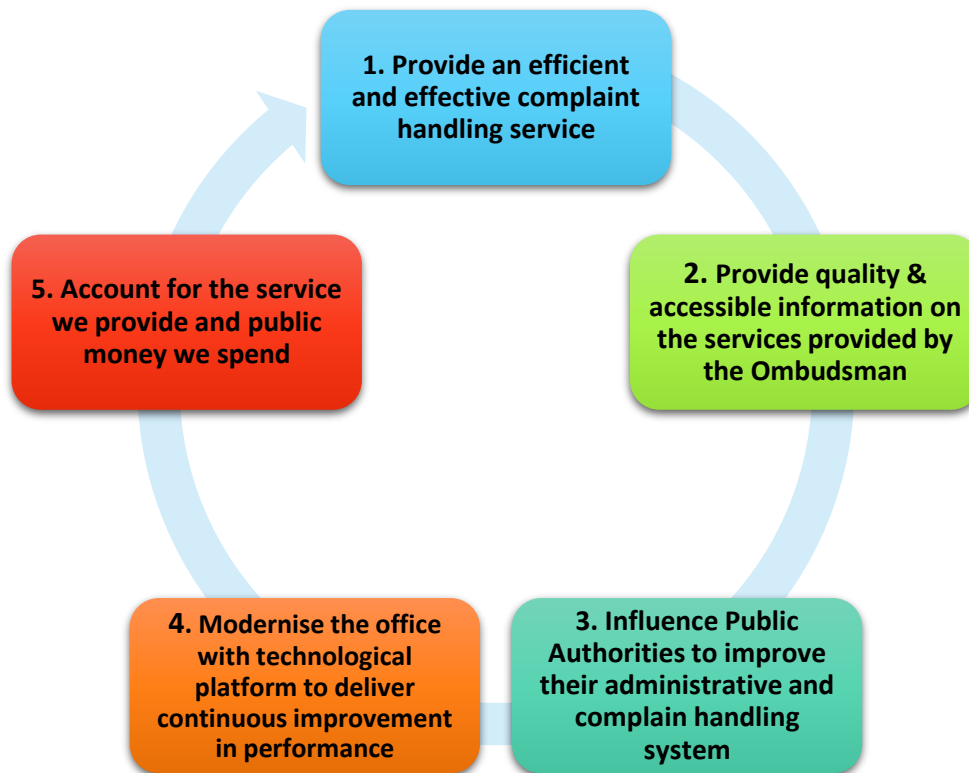 1. Provide an efficient
and effective complaint
handling service
2. Provide quality &
accessible information on
the services provided by
the Ombudsman
3. Influence Public
Authorities to improve
their administrative and
complain handling
system
4. Modernise the office
with technological
platform to deliver
continuous improvement
in performance
5. Account for the service
we provide and public
money we spend